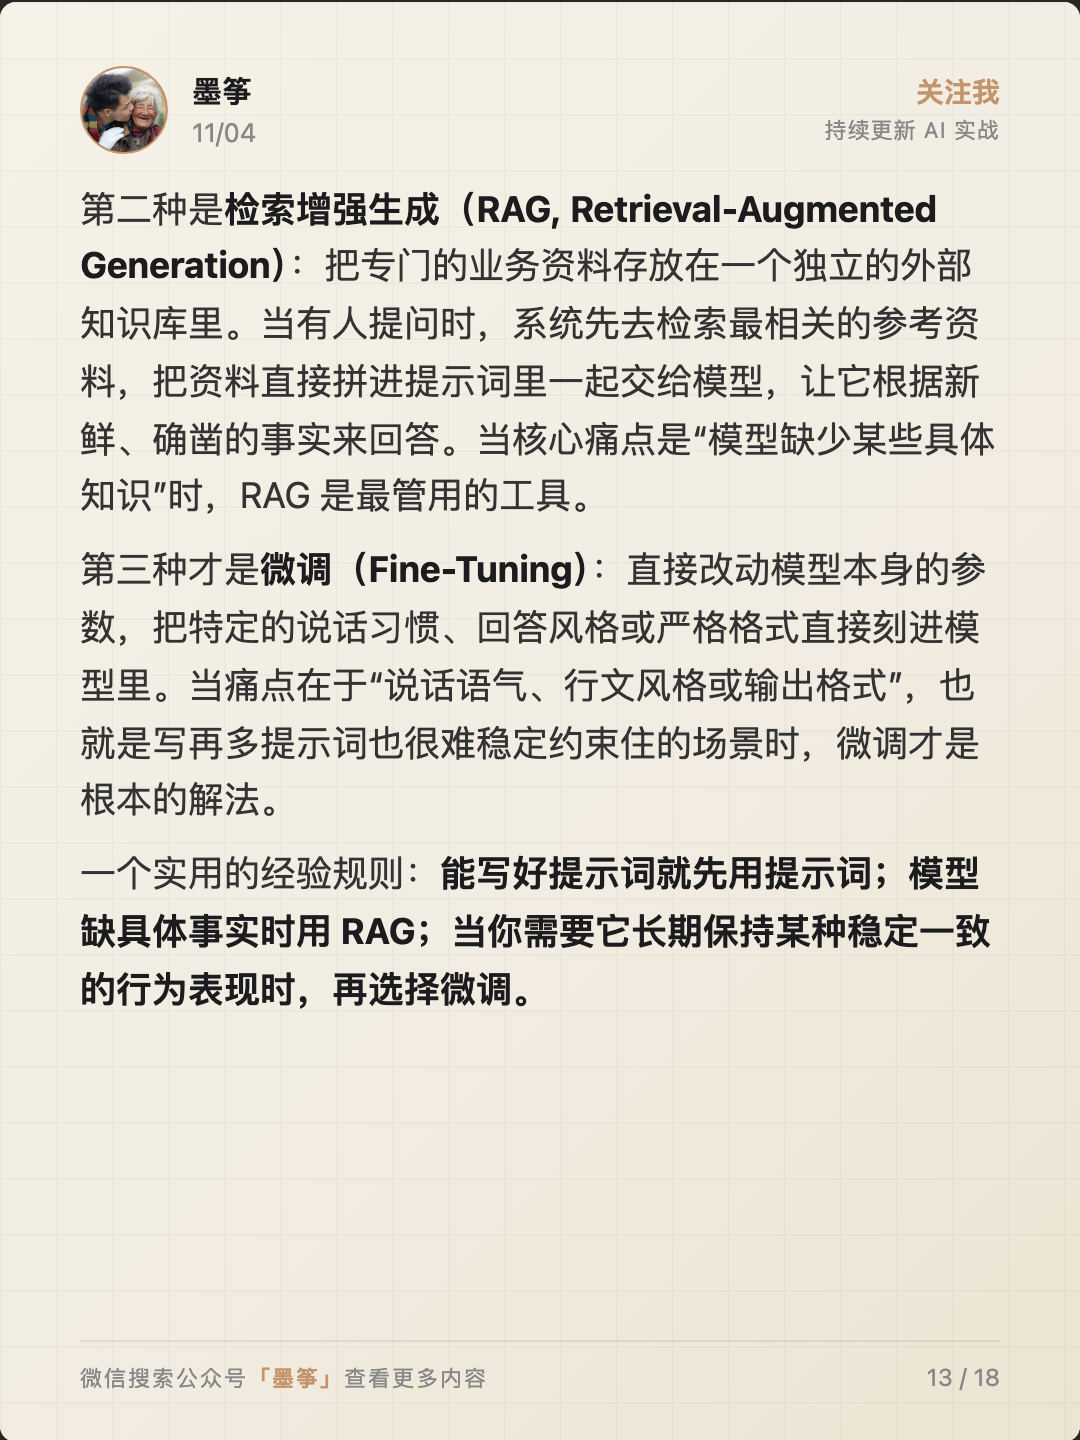 墨筝
11/04
关注我
持续更新 AI 实战
第二种是检索增强生成（RAG, Retrieval-Augmented
Generation）：把专门的业务资料存放在一个独立的外部
知识库里。当有人提问时，系统先去检索最相关的参考资
料，把资料直接拼进提示词里一起交给模型，让它根据新
鲜、确凿的事实来回答。当核心痛点是“模型缺少某些具体
知识”时，RAG 是最管用的工具。
第三种才是微调（Fine-Tuning）：直接改动模型本身的参
数，把特定的说话习惯、回答风格或严格格式直接刻进模
型里。当痛点在于“说话语气、行文风格或输出格式”，也
就是写再多提示词也很难稳定约束住的场景时，微调才是
根本的解法。
一个实用的经验规则：能写好提示词就先用提示词；模型
缺具体事实时用 RAG；当你需要它长期保持某种稳定一致
的行为表现时，再选择微调。
微信搜索公众号「墨筝」查看更多内容
13 / 18